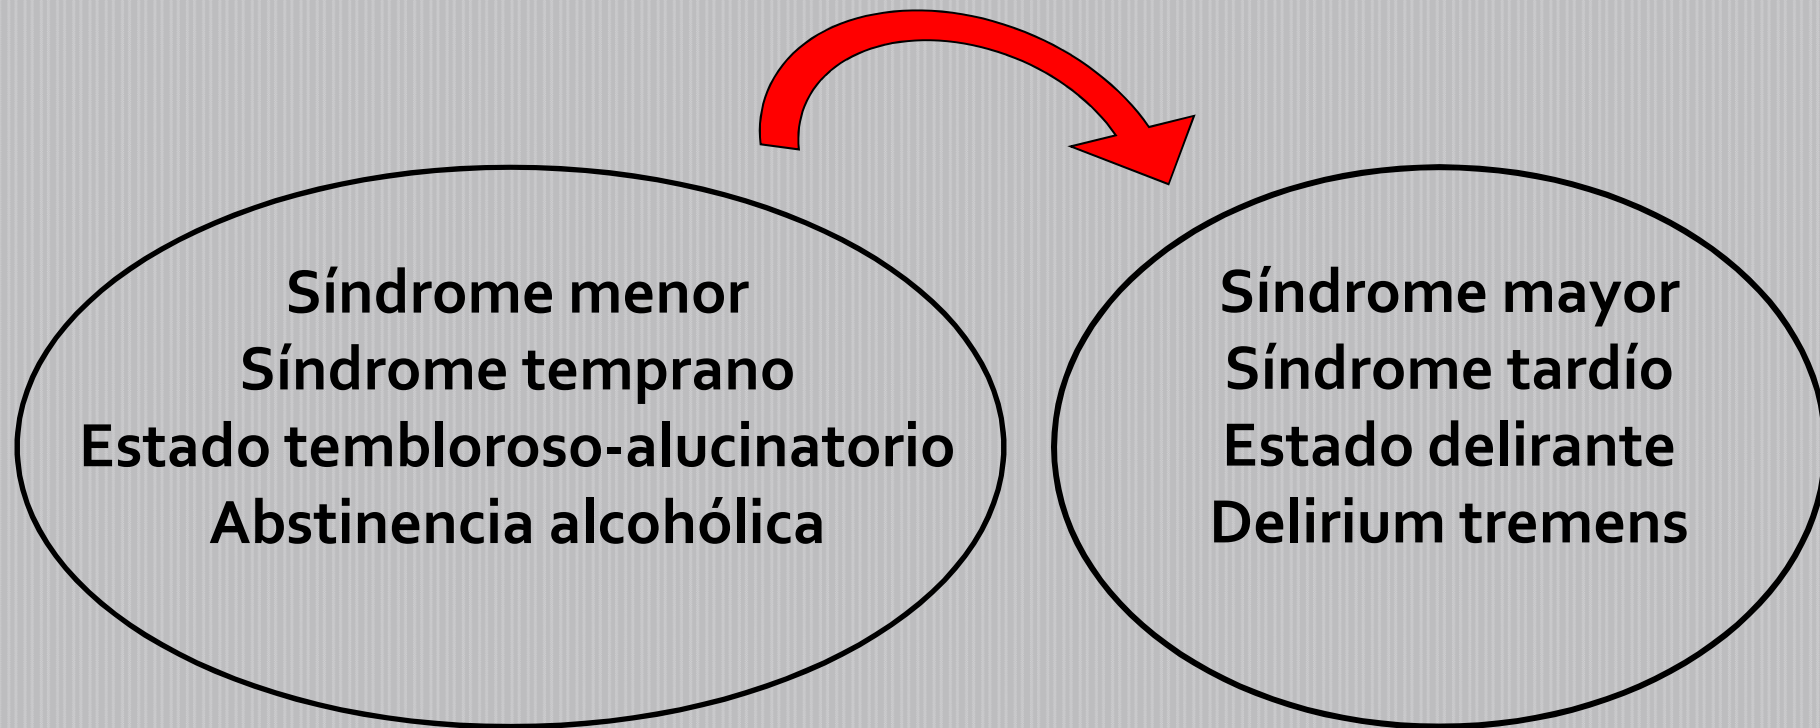 Síndrome menor
Síndrome temprano
Estado tembloroso-alucinatorio
Abstinencia alcohólica
Síndrome mayor
Síndrome tardío
Estado delirante
Delirium tremens